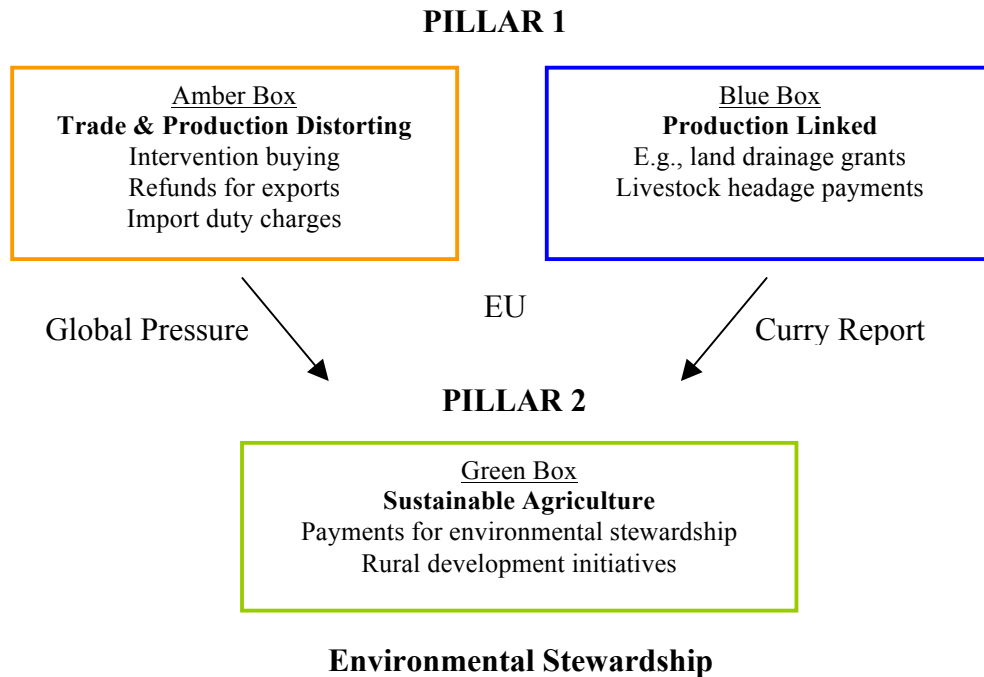 PILLAR 1
Amber Box
Trade & Production Distorting
Intervention buying
Refunds for exports
Import duty charges
Blue Box
Production Linked
E.g., land drainage grants
Livestock headage payments
Global Pressure
EU
Curry Report
PILLAR 2
Green Box
Sustainable Agriculture
Payments for environmental stewardship
Rural development initiatives
Environmental Stewardship